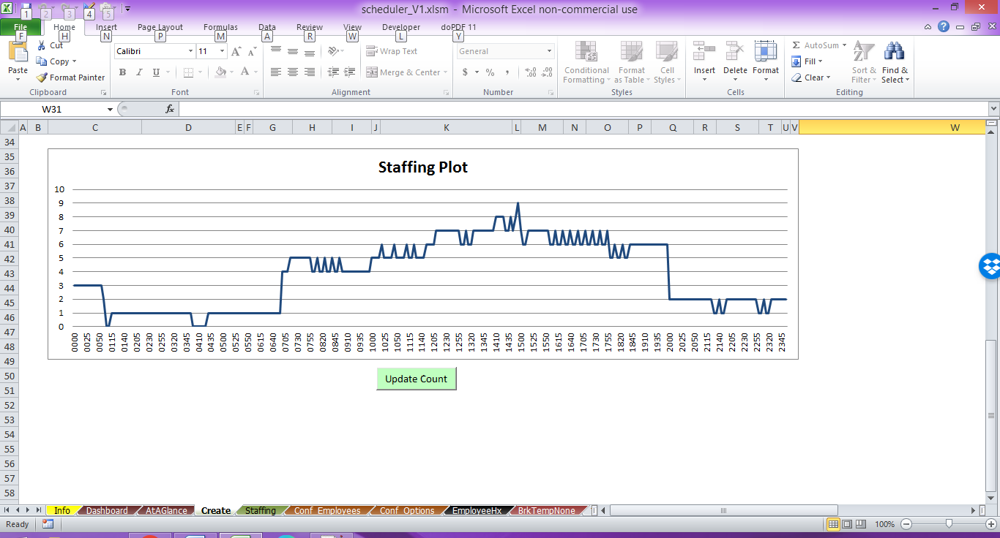 scheduler_V1.xlsm - Microsoft Excel non-commercial use
1 2 3 4 5
File Home Insert Page Layout Formulas Data Review View Developer doPDF 11
F H N P M A R W L Y
Paste
Cut
Copy
Format Painter
Clipboard
Calibri 11 A A
B I U A
Font
Wrap Text
Merge & Center
Alignment
General
$ % ,
.0 .00
.00 .0
Number
Conditional Formatting
Format as Table
Cell Styles
Styles
Insert Delete Format
Cells
Σ AutoSum
Fill
Clear
Sort & Filter
Find & Select
Editing
W31 fx
A B C D E F G H I J K L M N O P Q R S T U V W
34
35
36
37
38
39
40
41
42
43
44
45
46
47
48
49
50
51
52
53
54
55
56
57
58
Staffing Plot
10
9
8
7
6
5
4
3
2
1
0
0000 0025 0050 0115 0140 0205 0230 0255 0320 0345 0410 0435 0500 0525 0550 0615 0640 0705 0730 0755 0820 0845 0910 0935 1000 1025 1050 1115 1140 1205 1230 1255 1320 1345 1410 1435 1500 1525 1550 1615 1640 1705 1730 1755 1820 1845 1910 1935 2000 2025 2050 2115 2140 2205 2230 2255 2320 2345
Update Count
Info Dashboard AtAGlance Create Staffing Conf_Employees Conf_Options EmployeeHx BrkTempNone
Ready 100%